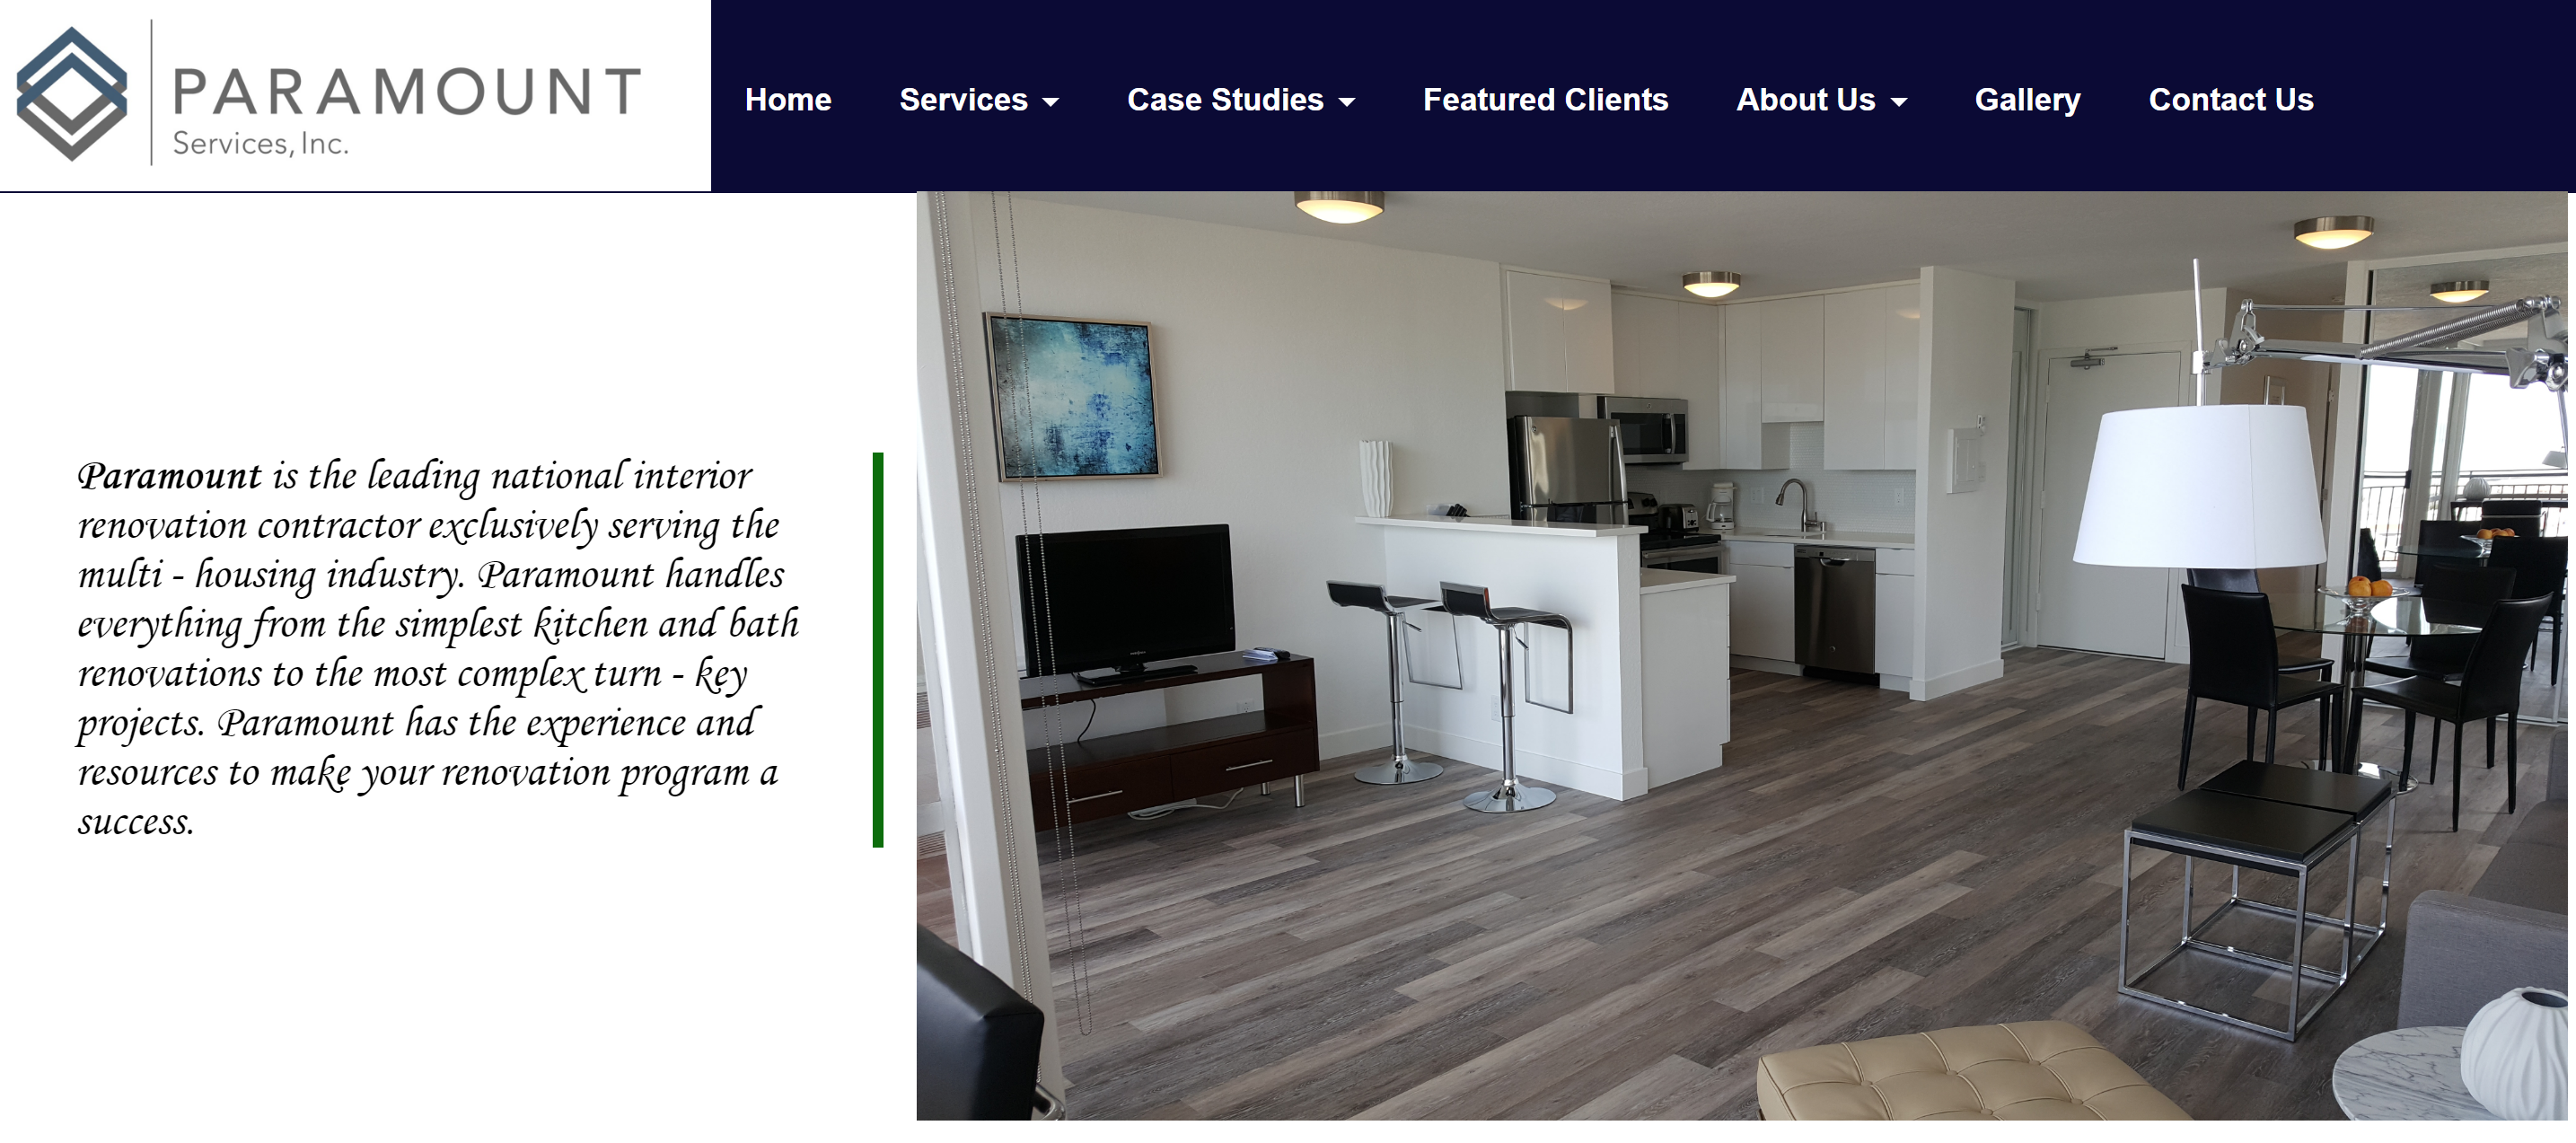 PARAMOUNT
Services, Inc.
Home Services Case Studies Featured Clients About Us Gallery Contact Us
Paramount is the leading national interior
renovation contractor exclusively serving the
multi - housing industry. Paramount handles
everything from the simplest kitchen and bath
renovations to the most complex turn - key
projects. Paramount has the experience and
resources to make your renovation program a
success.